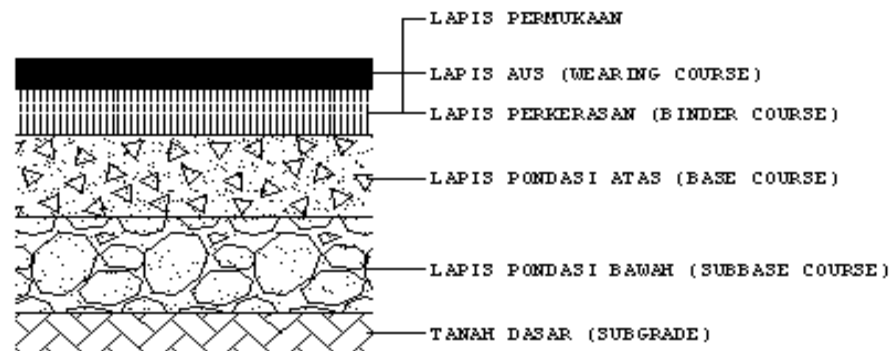 LAPIS PERMUKAAN
LAPIS AUS (WEARING COURSE)
LAPIS PERKERASAN (BINDER COURSE)
LAPIS PONDASI ATAS (BASE COURSE)
LAPIS PONDASI BAWAH (SUBBASE COURSE)
TANAH DASAR (SUBGRADE)